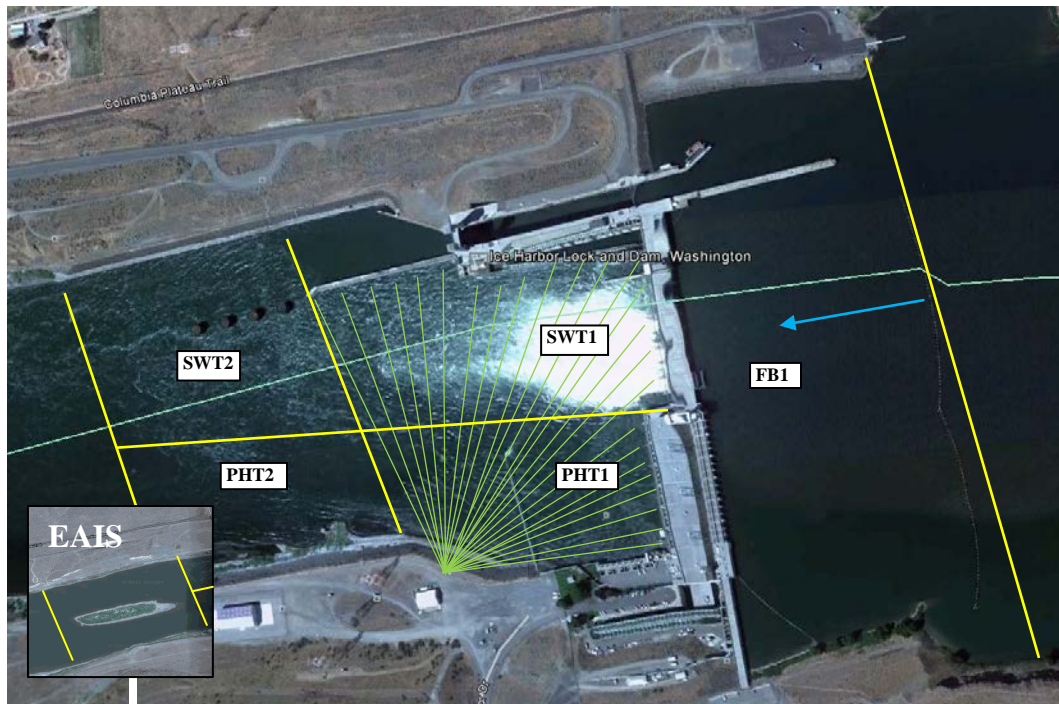 Columbia Plateau Trail
Ice Harbor Lock and Dam, Washington
SWT1
SWT2
FB1
PHT2
PHT1
EAIS